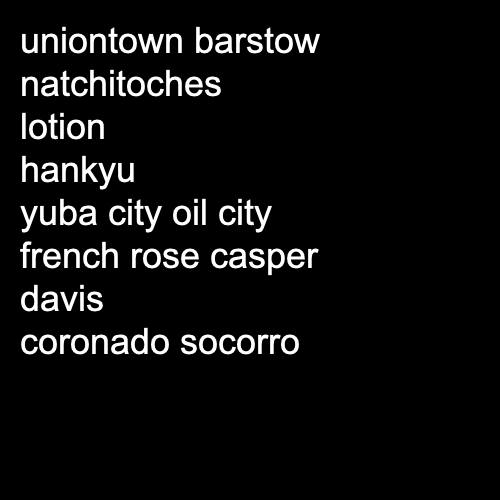 uniontown barstow
natchitoches
lotion
hankyu
yuba city oil city
french rose casper
davis
coronado socorro